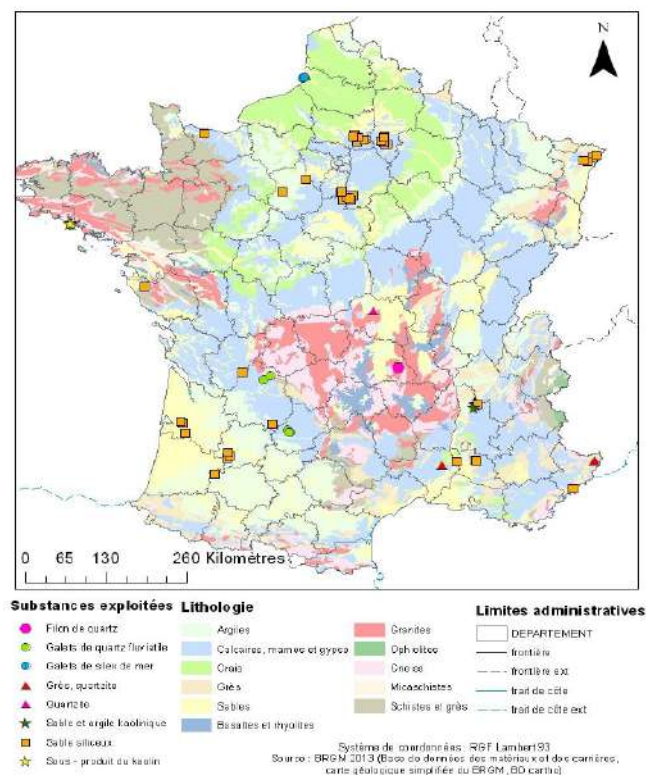 N
0 65 130 260 Kilomètres
Substances exploitées
Filon de quartz
Galets de quartz fluviatile
Galets de silex de mer
Grès, quartzite
Quartzite
Sable et argile kaolinique
Sable siliceux
Sous - produit du kaolin
Lithologie
Argiles
Calcaires, marnes et gypse
Craie
Grès
Sables
Basaltes et rhyolites
Granites
Ophiolites
Gneiss
Micaschistes
Schistes et grès
Limites administratives
DEPARTEMENT
frontière
frontière ext
trait de côte
trait de côte ext
Système de coordonnées : RGF Lambert93
Source : BRGM 2013 (Base de données des matériaux et des carrières,
carte géologique simplifiée du BRGM, BD carthage)